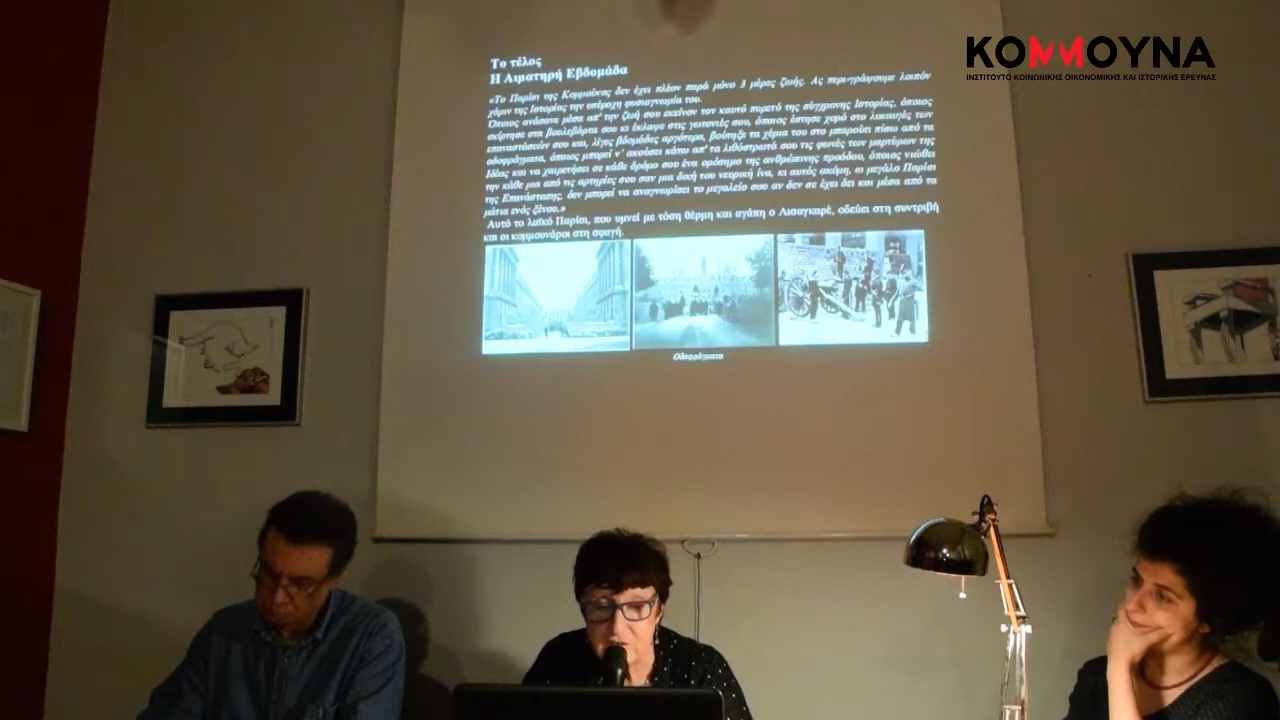 ΚΟΜΜΟΥΝΑ
ΙΝΣΤΙΤΟΥΤΟ ΚΟΙΝΩΝΙΚΗΣ ΟΙΚΟΝΟΜΙΚΗΣ ΚΑΙ ΙΣΤΟΡΙΚΗΣ ΕΡΕΥΝΑΣ
Το τέλος
Η Αιματηρή Εβδομάδα
«Το Παρίσι της Κομμούνας δεν έχει πλέον παρά μόνο 3 μέρες ζωής. Ας περιγράψουμε λοιπόν
χάριν της Ιστορίας την υπέροχη φυσιογνωμία του.
Όποιος ανάσανε μέσα απ' την ζωή σου εκείνον τον καυτό πυρετό της σύγχρονης Ιστορίας, όποιος
σκίρτησε στα βουλεβάρτα σου κι έκλαψε στις γειτονιές σου, όποιος έστησε χορό στο λυκαυγές των
επαναστάσεών σου και, λίγες βδομάδες αργότερα, βούτηξε τα χέρια του στο μπαρούτι πίσω από τα
οδοφράγματα, όποιος μπορεί ν' ακούσει κάτω απ' τα λιθόστρωτά σου τις φωνές των μαρτύρων της
Ιδέας και να χαιρετήσει σε κάθε δρόμο σου ένα ορόσημο της ανθρώπινης προόδου, όποιος νιώθει
την κάθε μια από τις αρτηρίες σου σαν μια δική του νευρική ίνα, κι αυτός ακόμη, ω μεγάλο Παρίσι
της Επανάστασης, δεν μπορεί να αναγνωρίσει το μεγαλείο σου αν δεν σε έχει δει και μέσα από τα
μάτια ενός ξένου.»
Αυτό το λαϊκό Παρίσι, που υμνεί με τόση θέρμη και αγάπη ο Λισαγκαρέ, οδεύει στη συντριβή
και οι κομμουνάροι στη σφαγή.
Οδοφράγματα